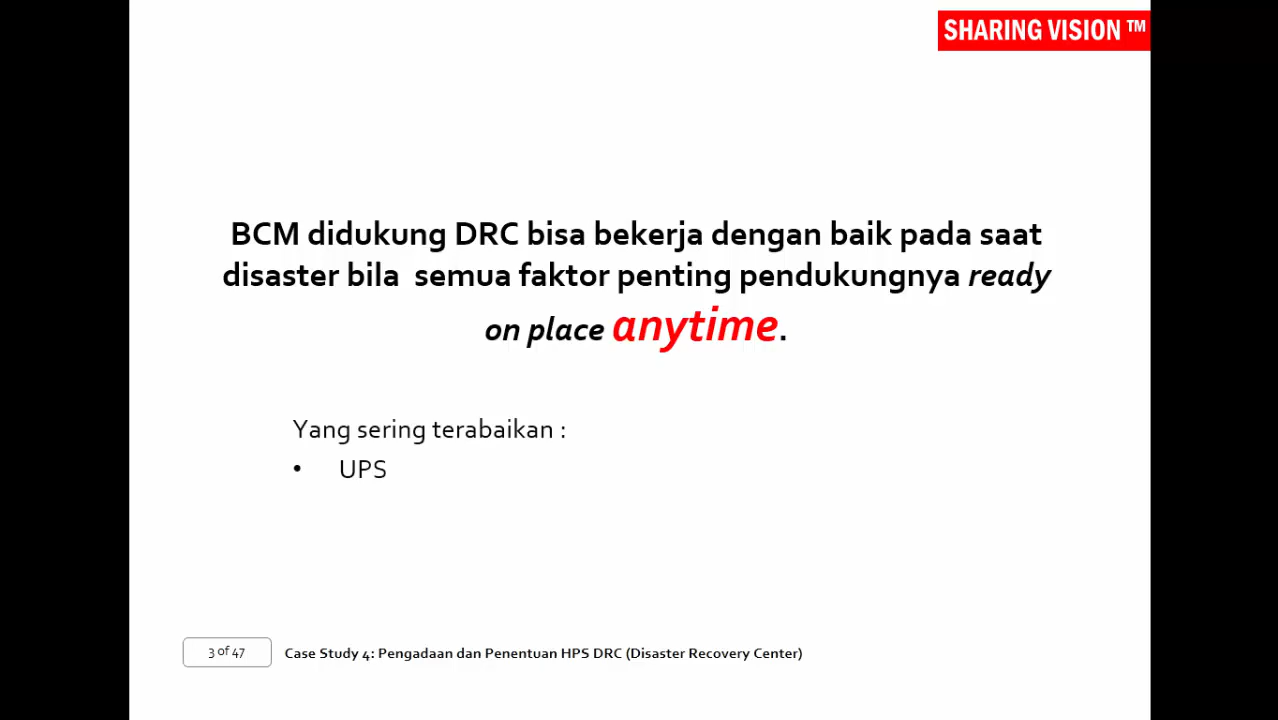 SHARING VISION ™
BCM didukung DRC bisa bekerja dengan baik pada saat
disaster bila semua faktor penting pendukungnya ready
on place anytime.
Yang sering terabaikan :
• UPS
3 of 47
Case Study 4: Pengadaan dan Penentuan HPS DRC (Disaster Recovery Center)